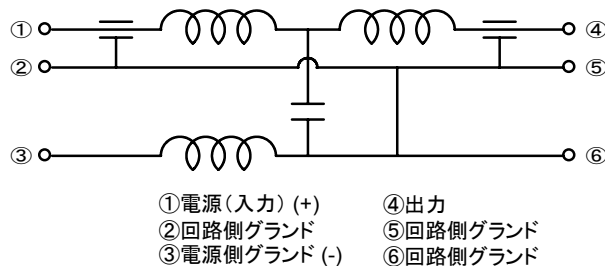 ① ④
② ⑤
③ ⑥
①電源(入力) (+) ④出力
②回路側グランド ⑤回路側グランド
③電源側グランド (-) ⑥回路側グランド